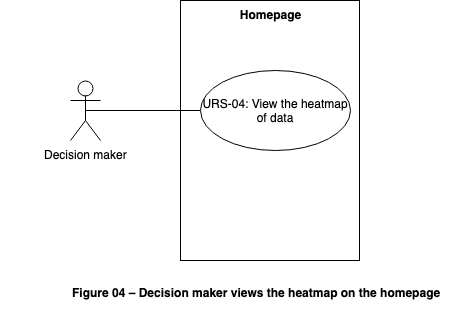 Homepage
URS-04: View the heatmap
of data
Decision maker
Figure 04 – Decision maker views the heatmap on the homepage